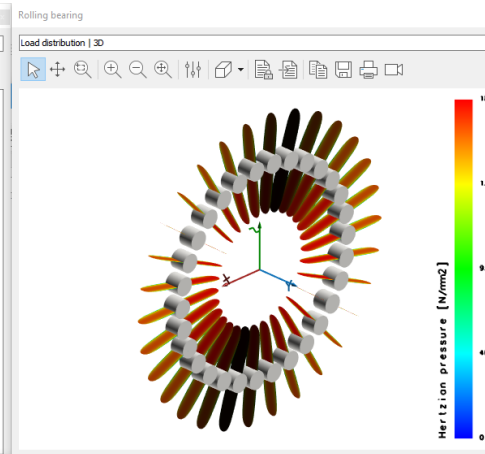 Rolling bearing
Load distribution | 3D
Hertzion pressure [N/mm2]
X
Y
0